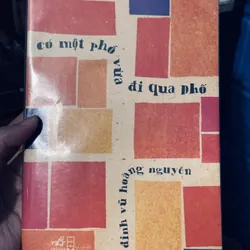 có một phố
vừa
đi qua phố
đinh vũ hoàng nguyên